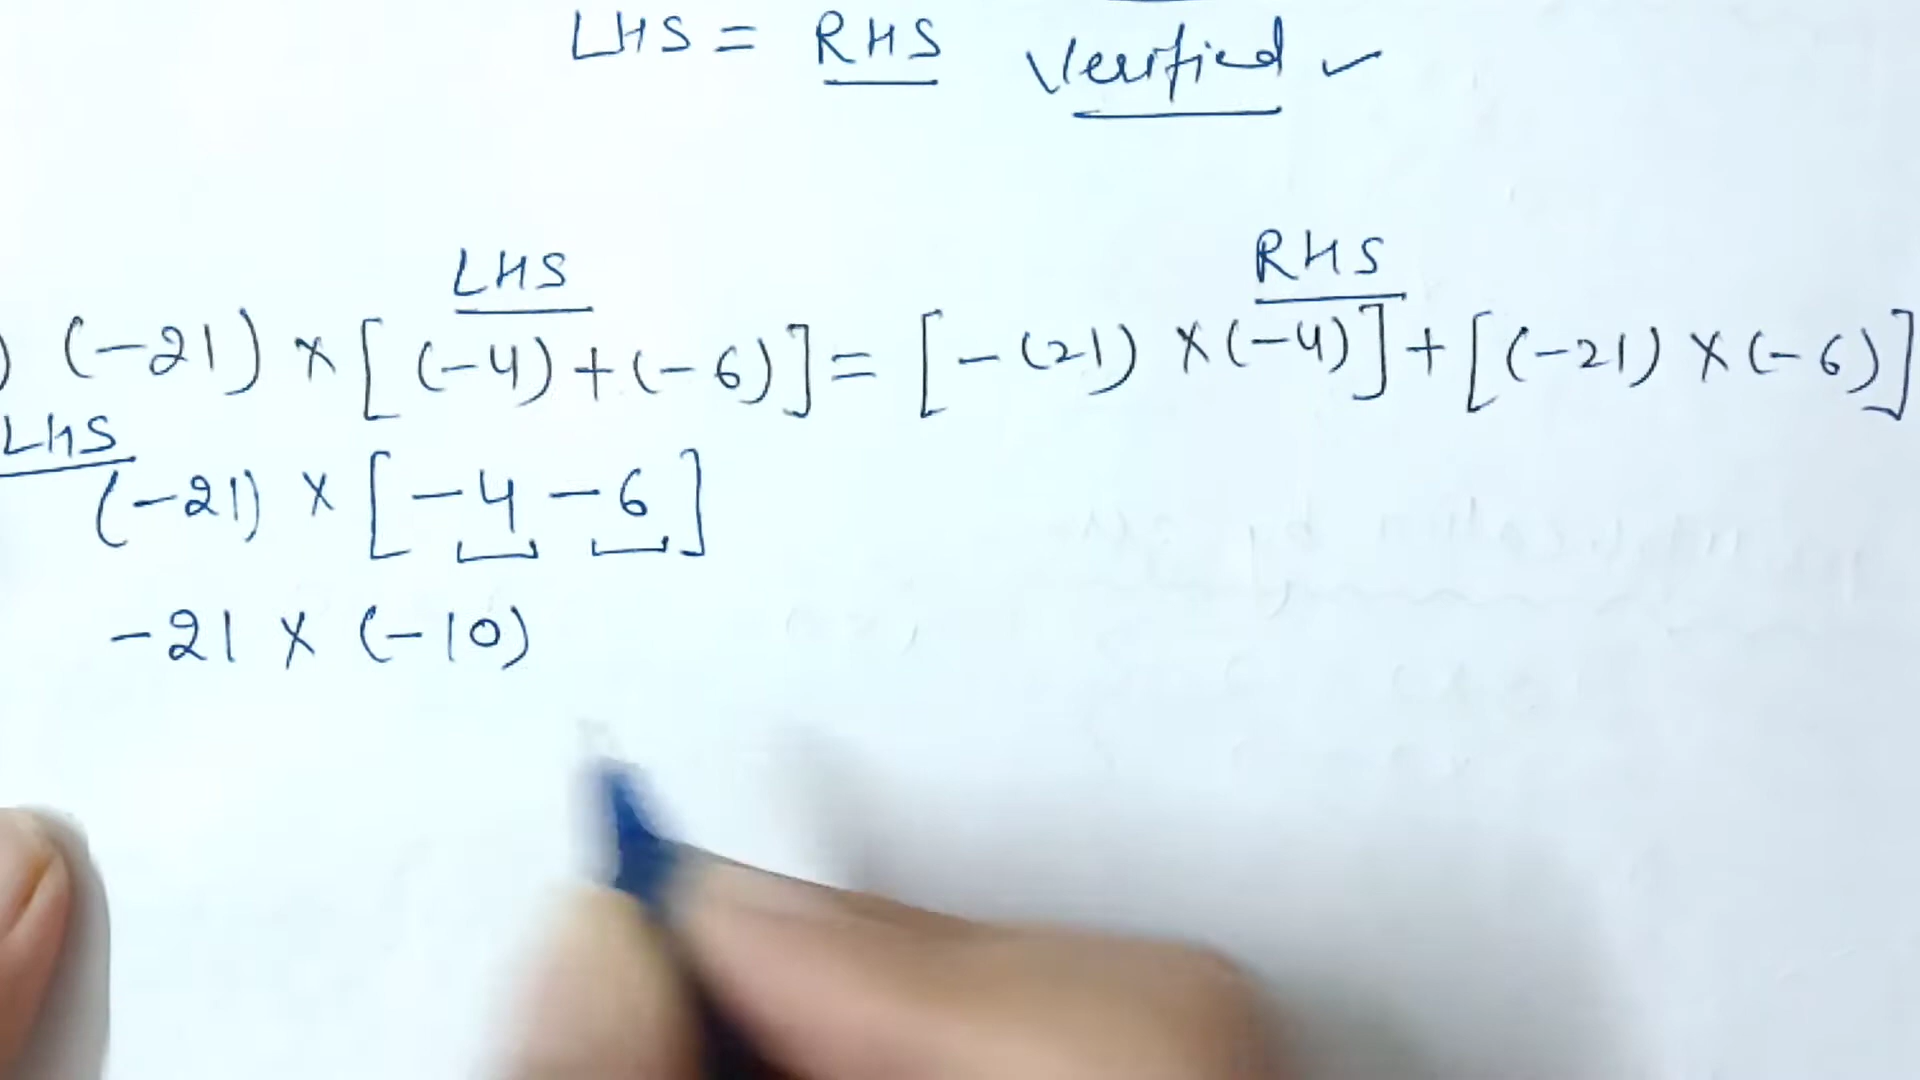 LHS = RHS Verified ✓
LHS RHS
) (-21) × [(-4)+(-6)] = [-(21) ×(-4)] + [(-21) ×(-6)]
LHS
(-21) × [-4 -6]
-21 × (-10)